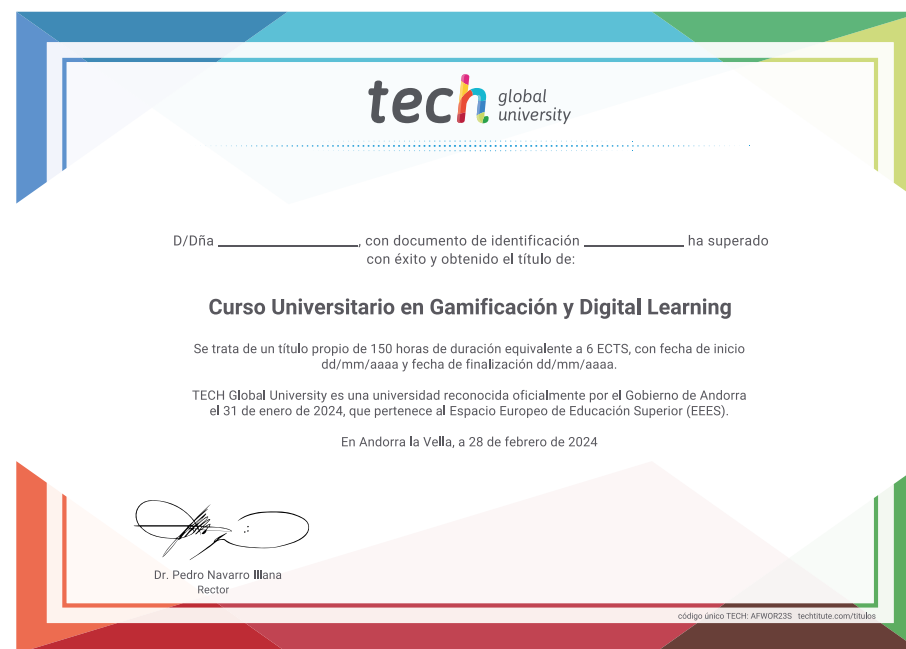 tech global university
D/Dña ____________________, con documento de identificación ______________ ha superado
con éxito y obtenido el título de:
Curso Universitario en Gamificación y Digital Learning
Se trata de un título propio de 150 horas de duración equivalente a 6 ECTS, con fecha de inicio
dd/mm/aaaa y fecha de finalización dd/mm/aaaa.
TECH Global University es una universidad reconocida oficialmente por el Gobierno de Andorra
el 31 de enero de 2024, que pertenece al Espacio Europeo de Educación Superior (EEES).
En Andorra la Vella, a 28 de febrero de 2024
Dr. Pedro Navarro Illana
Rector
código único TECH: AFWOR23S techtitute.com/titulos